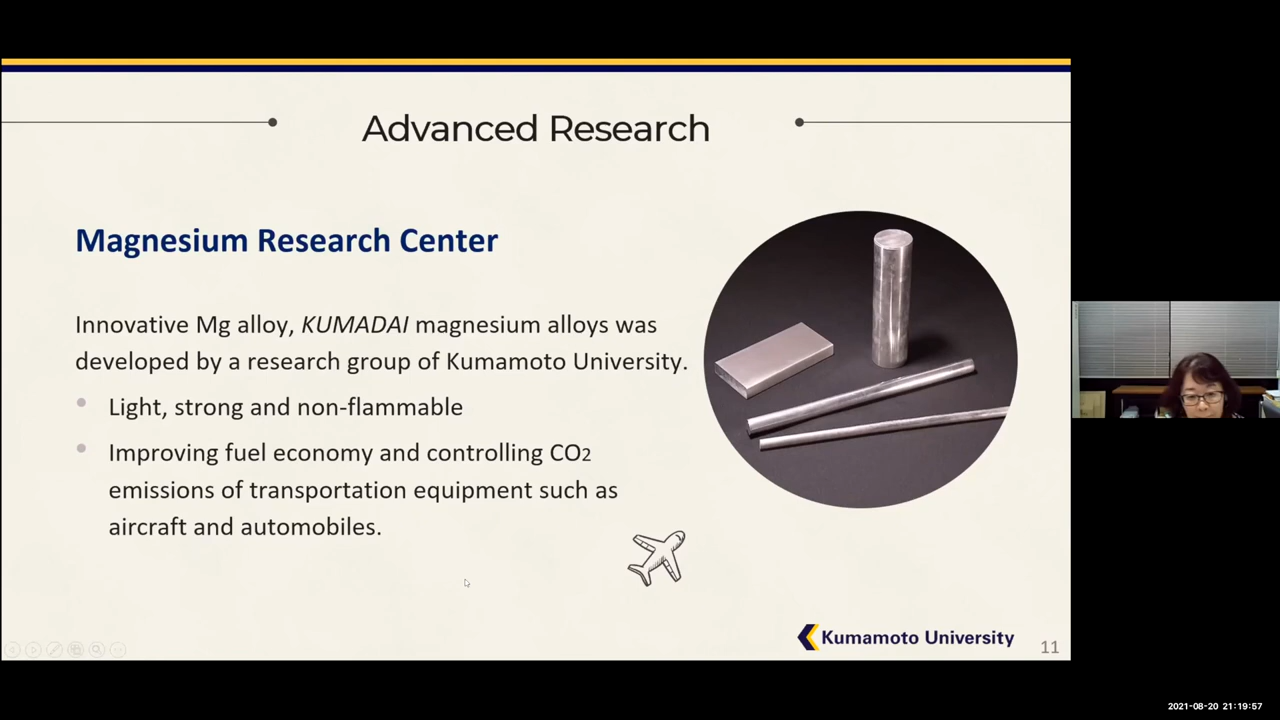 Advanced Research
Magnesium Research Center
Innovative Mg alloy, KUMADAI magnesium alloys was
developed by a research group of Kumamoto University.
Light, strong and non-flammable
Improving fuel economy and controlling CO2
emissions of transportation equipment such as
aircraft and automobiles.
Kumamoto University
11
2021-08-20 21:19:57